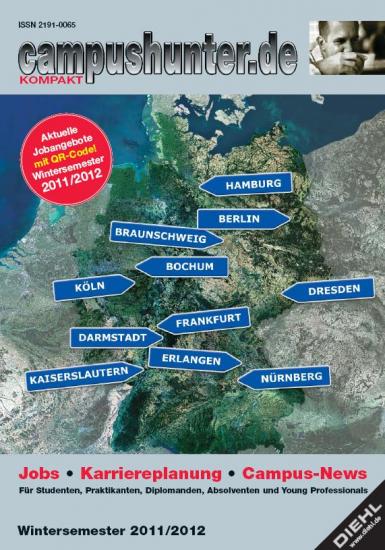 ISSN 2191-0065
campushunter.de
KOMPAKT
Aktuelle
Jobangebote
mit QR-Code!
Wintersemester
2011/2012
HAMBURG
BERLIN
BRAUNSCHWEIG
BOCHUM
KÖLN
DRESDEN
FRANKFURT
DARMSTADT
ERLANGEN
KAISERSLAUTERN
NÜRNBERG
Jobs • Karriereplanung • Campus-News
Für Studenten, Praktikanten, Diplomanden, Absolventen und Young Professionals
Wintersemester 2011/2012
DIEHL
www.diehl.de